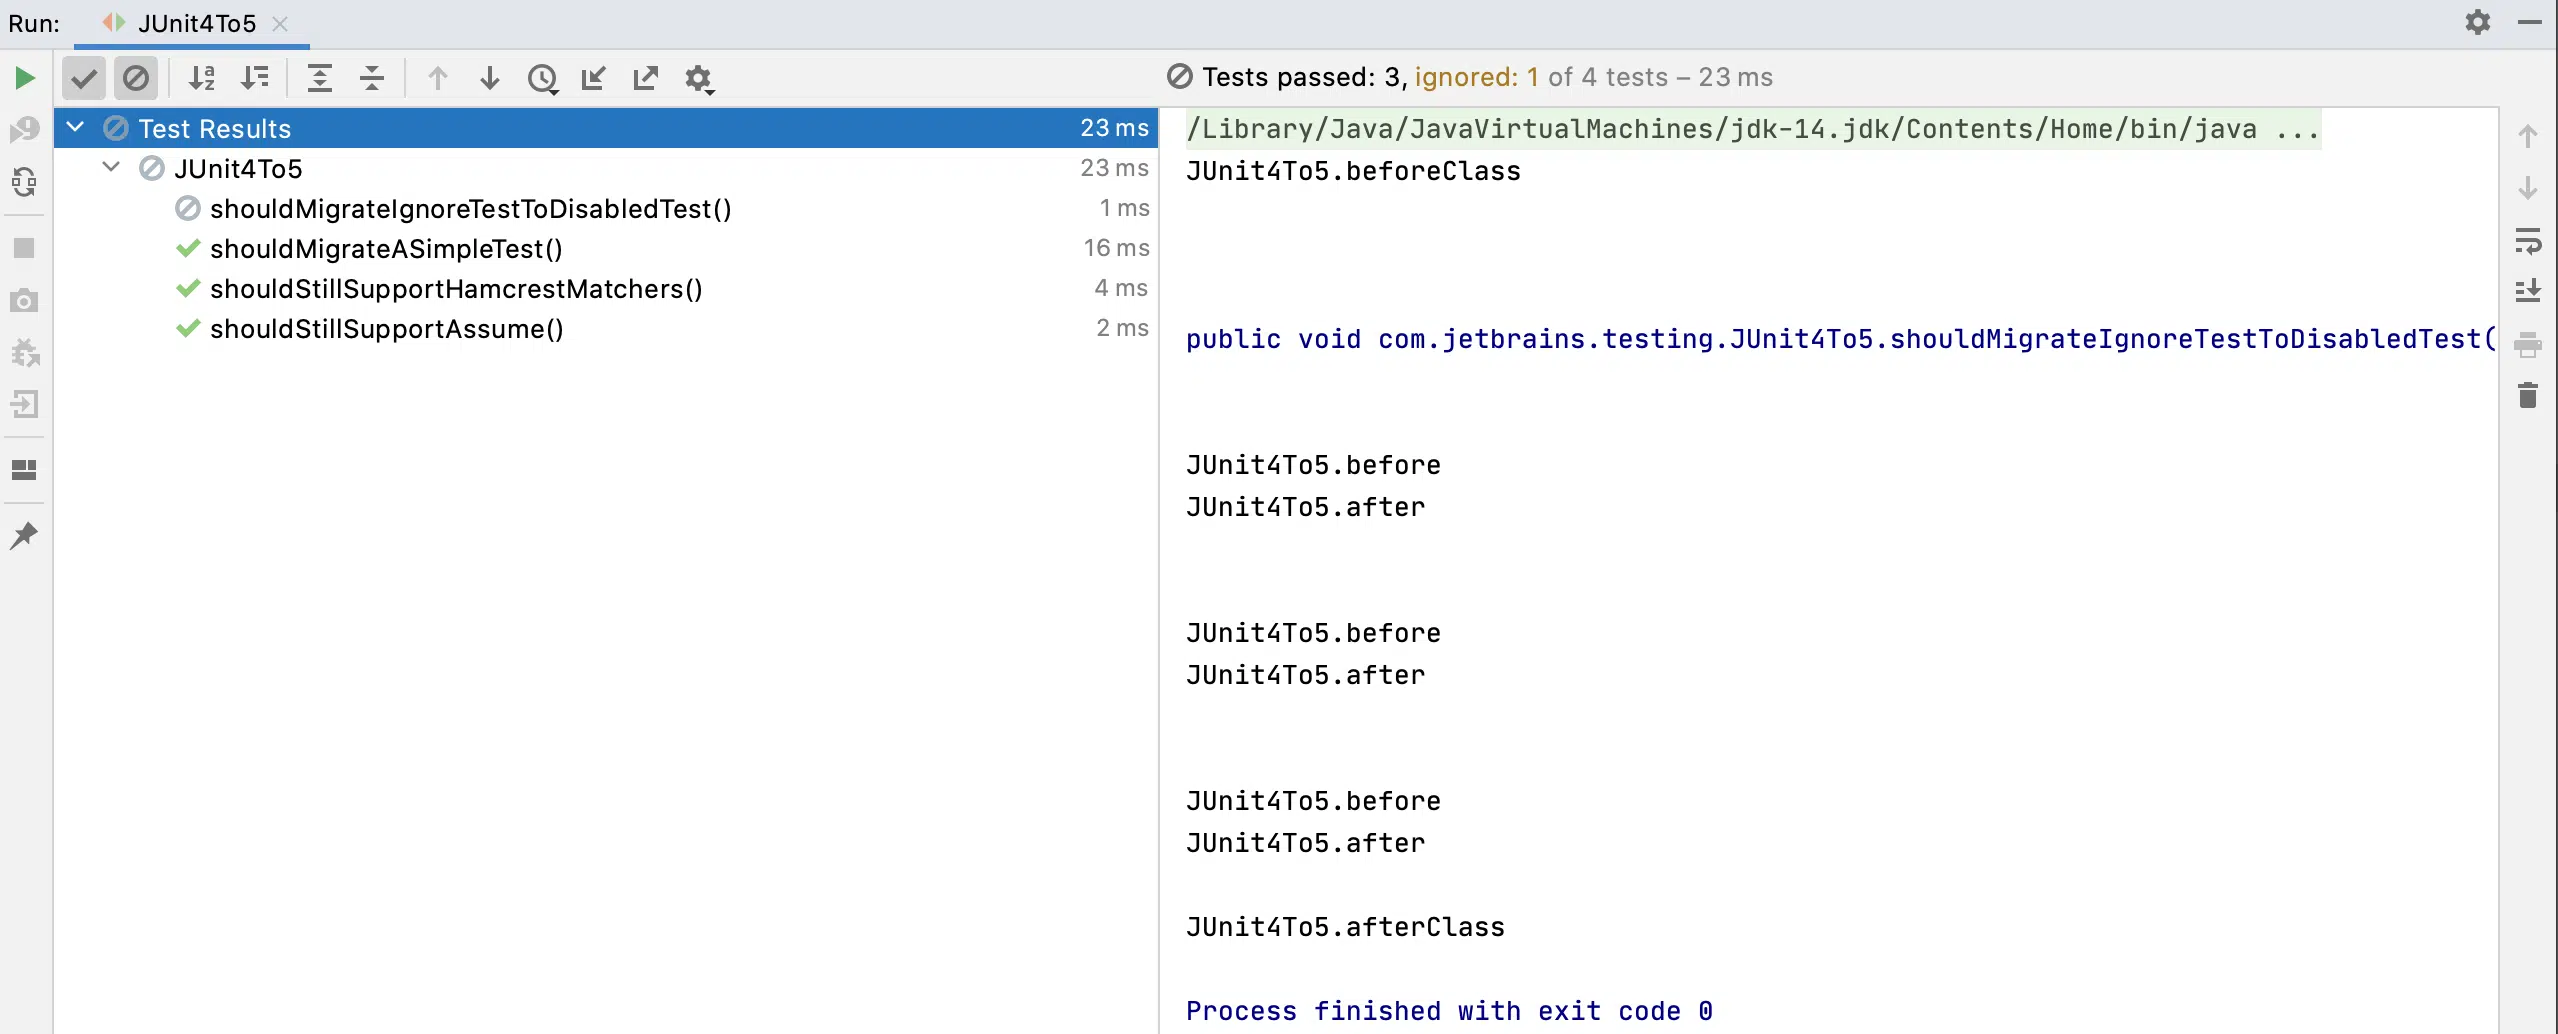 Run: JUnit4To5
Tests passed: 3, ignored: 1 of 4 tests – 23 ms
Test Results 23 ms
JUnit4To5 23 ms
shouldMigrateIgnoreTestToDisabledTest() 1 ms
shouldMigrateASimpleTest() 16 ms
shouldStillSupportHamcrestMatchers() 4 ms
shouldStillSupportAssume() 2 ms
/Library/Java/JavaVirtualMachines/jdk-14.jdk/Contents/Home/bin/java ...
JUnit4To5.beforeClass
public void com.jetbrains.testing.JUnit4To5.shouldMigrateIgnoreTestToDisabledTest(
JUnit4To5.before
JUnit4To5.after
JUnit4To5.before
JUnit4To5.after
JUnit4To5.before
JUnit4To5.after
JUnit4To5.afterClass
Process finished with exit code 0